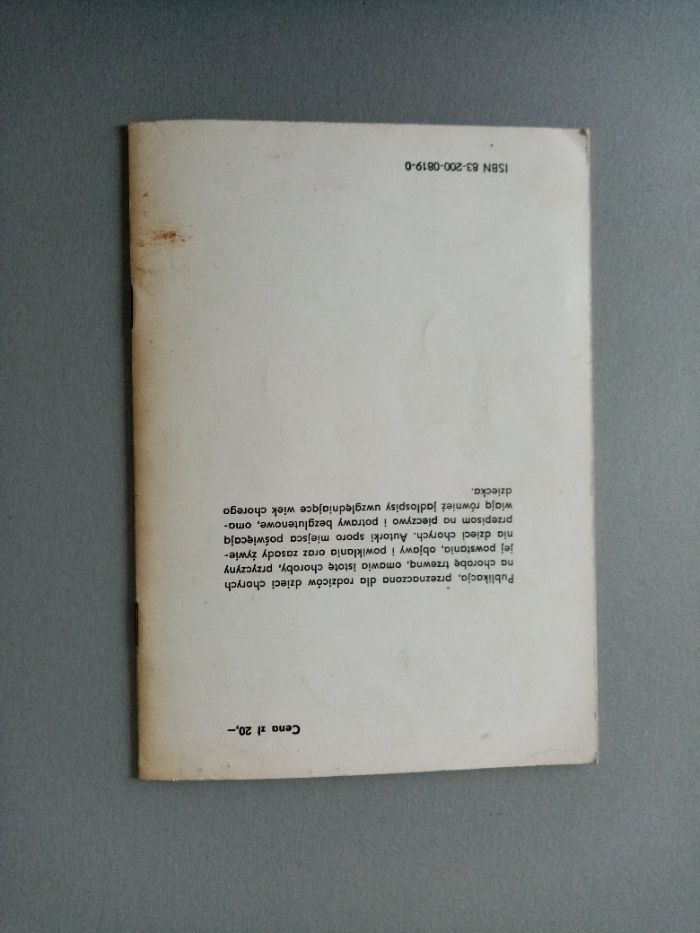 Cena zł 20,—
Publikacja, przeznaczona dla rodziców dzieci chorych
na chorobę trzewną, omawia istotę choroby, przyczyny
jej powstania, objawy i powikłania oraz zasady żywie-
nia dzieci chorych. Autorki sporo miejsca poświęcają
przepisom na pieczywo i potrawy bezglutenowe, oma-
wiają również jadłospisy uwzględniające wiek chorego
dziecka.
ISBN 83-200-0819-0